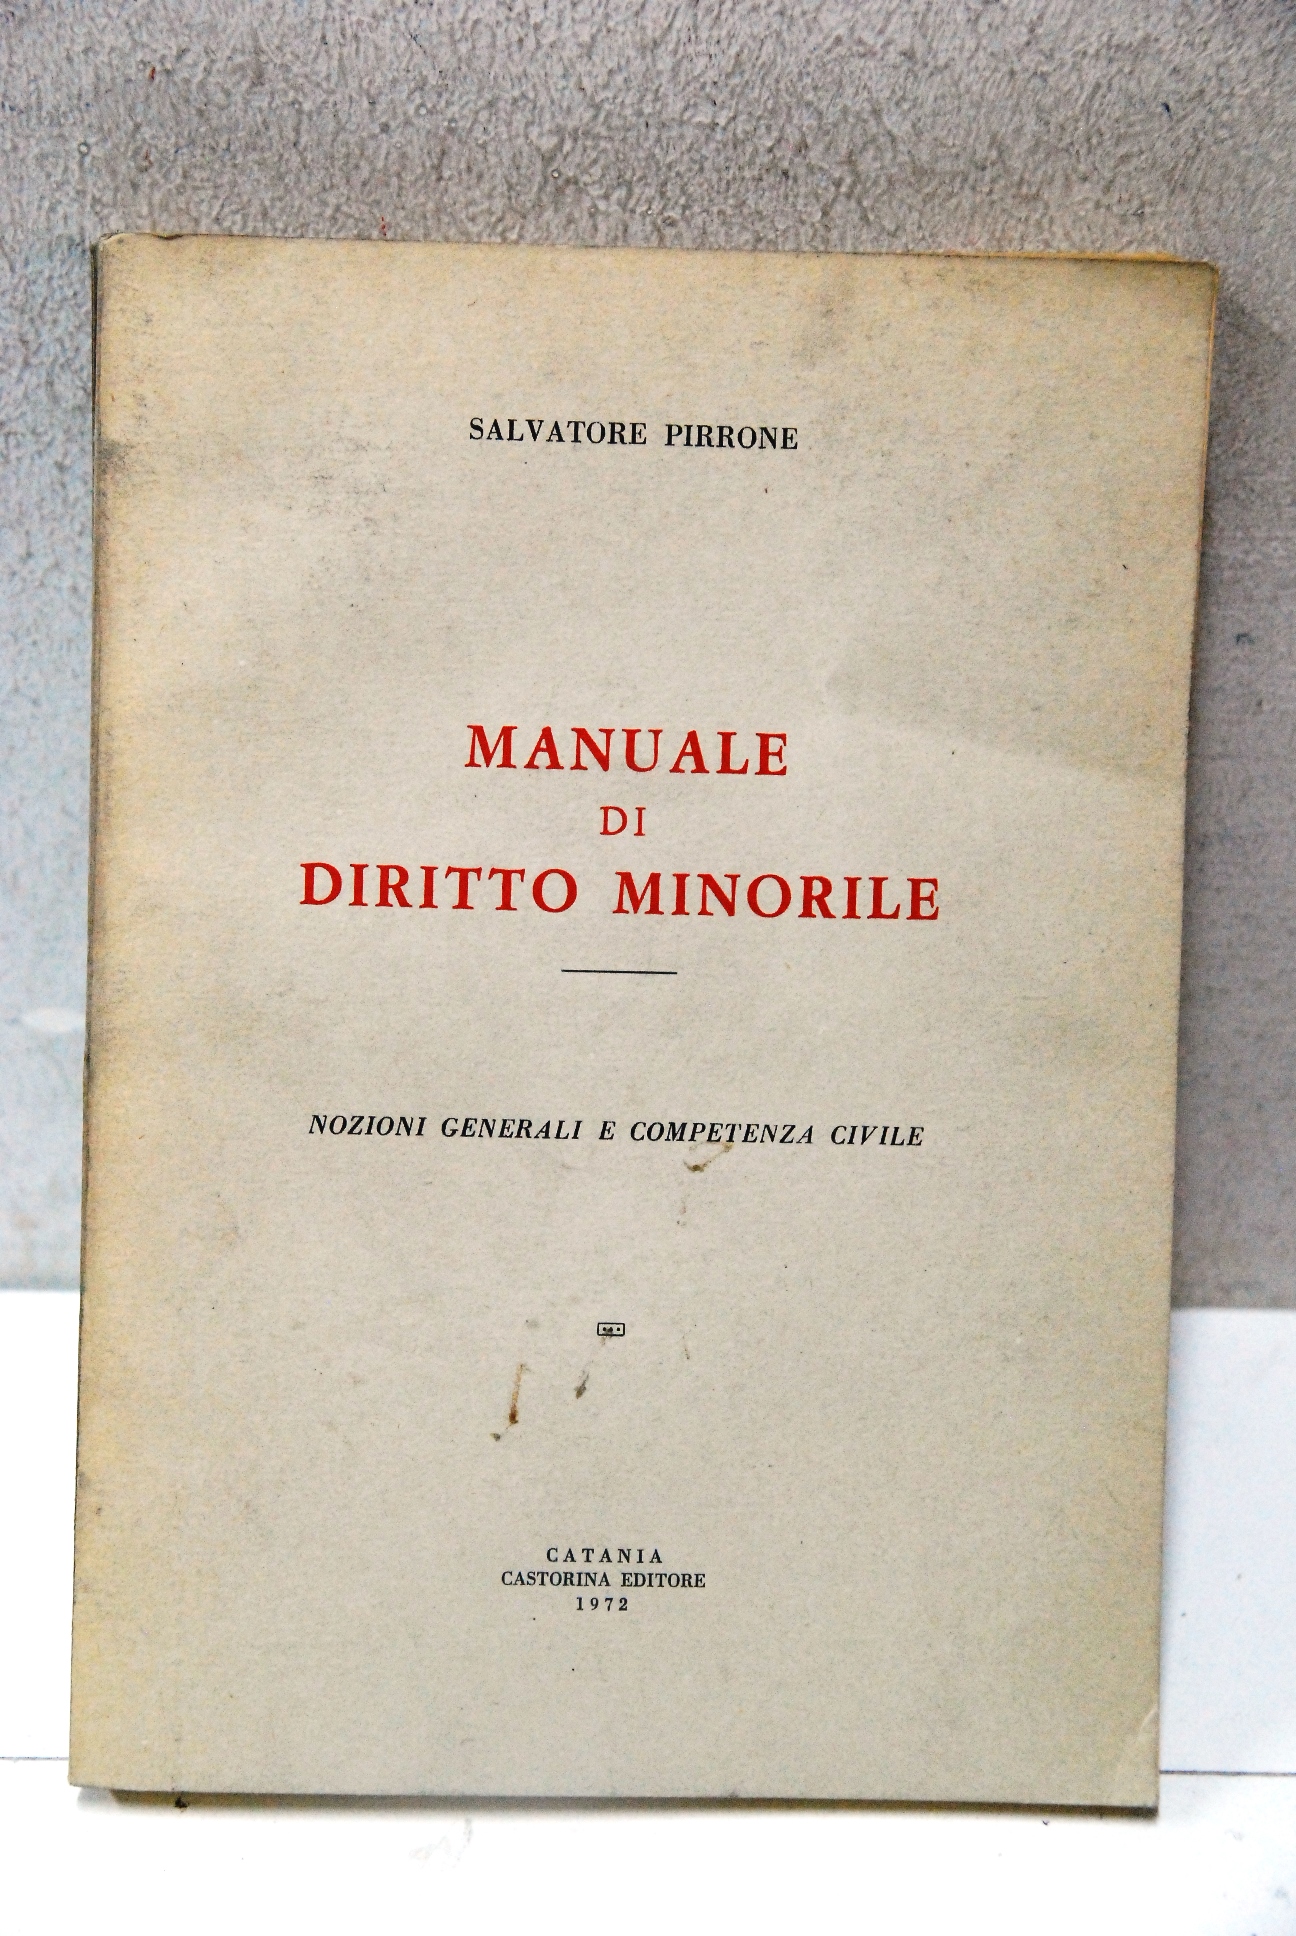 SALVATORE PIRRONE
MANUALE
DI
DIRITTO MINORILE
NOZIONI GENERALI E COMPETENZA CIVILE
CATANIA
CASTORINA EDITORE
1972